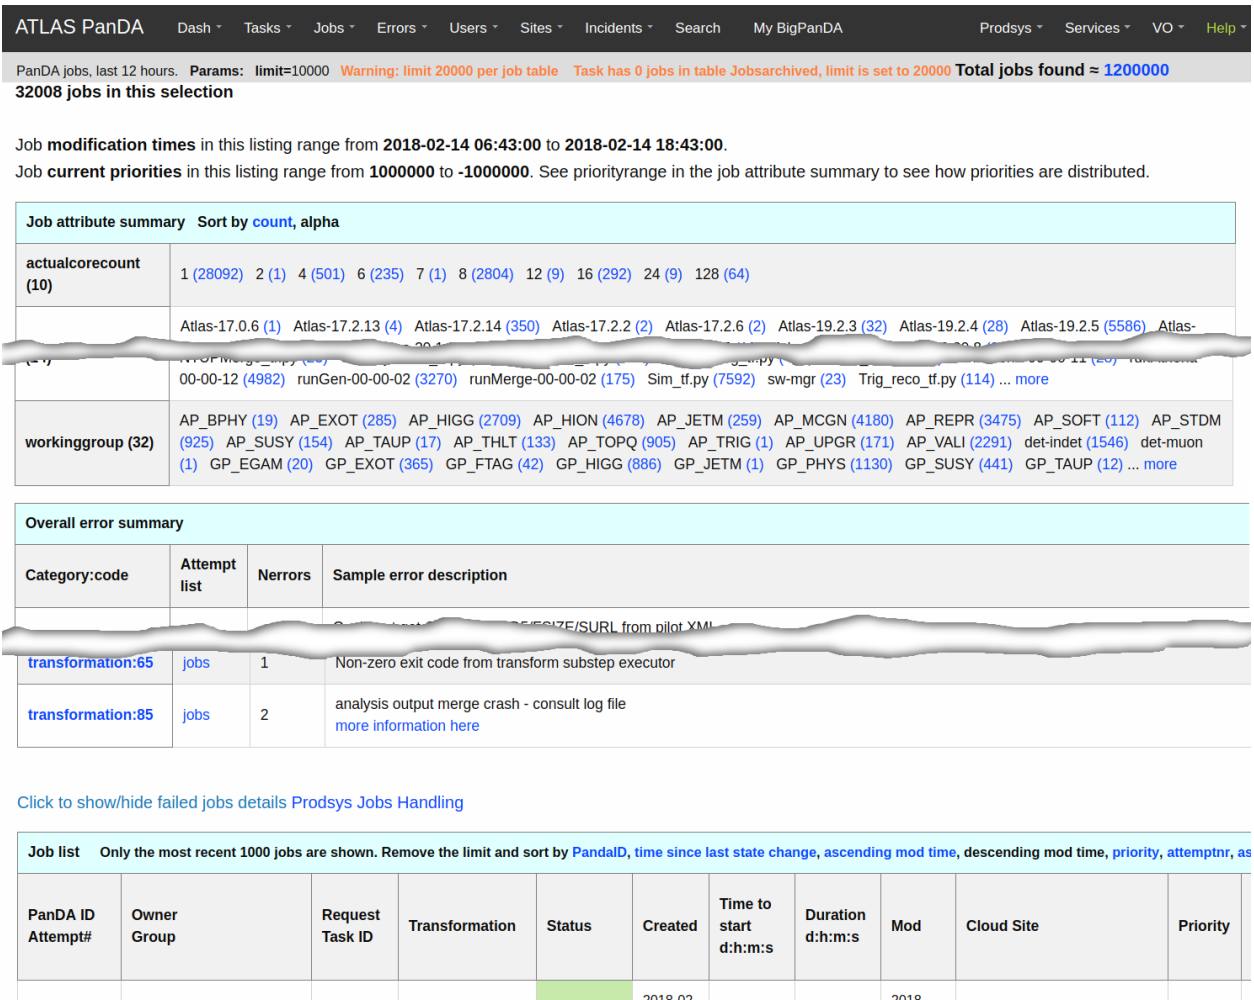 ATLAS PanDA Dash Tasks Jobs Errors Users Sites Incidents Search My BigPanDA Prodsys Services VO Help
PanDA jobs, last 12 hours. Params: limit=10000 Warning: limit 20000 per job table Task has 0 jobs in table Jobsarchived, limit is set to 20000 Total jobs found ≈ 1200000
32008 jobs in this selection
Job modification times in this listing range from 2018-02-14 06:43:00 to 2018-02-14 18:43:00.
Job current priorities in this listing range from 1000000 to -1000000. See priorityrange in the job attribute summary to see how priorities are distributed.
Job attribute summary Sort by count, alpha
actualcorecount (10)
1 (28092) 2 (1) 4 (501) 6 (235) 7 (1) 8 (2804) 12 (9) 16 (292) 24 (9) 128 (64)
Atlas-17.0.6 (1) Atlas-17.2.13 (4) Atlas-17.2.14 (350) Atlas-17.2.2 (2) Atlas-17.2.6 (2) Atlas-19.2.3 (32) Atlas-19.2.4 (28) Atlas-19.2.5 (5586) Atlas-
00-00-12 (4982) runGen-00-00-02 (3270) runMerge-00-00-02 (175) Sim_tf.py (7592) sw-mgr (23) Trig_reco_tf.py (114) ... more
workinggroup (32)
AP_BPHY (19) AP_EXOT (285) AP_HIGG (2709) AP_HION (4678) AP_JETM (259) AP_MCGN (4180) AP_REPR (3475) AP_SOFT (112) AP_STDM
(925) AP_SUSY (154) AP_TAUP (17) AP_THLT (133) AP_TOPQ (905) AP_TRIG (1) AP_UPGR (171) AP_VALI (2291) det-indet (1546) det-muon
(1) GP_EGAM (20) GP_EXOT (365) GP_FTAG (42) GP_HIGG (886) GP_JETM (1) GP_PHYS (1130) GP_SUSY (441) GP_TAUP (12) ... more
Overall error summary
Category:code Attempt list Nerrors Sample error description
from pilot XML
transformation:65 jobs 1 Non-zero exit code from transform substep executor
transformation:85 jobs 2 analysis output merge crash - consult log file
more information here
Click to show/hide failed jobs details Prodsys Jobs Handling
Job list Only the most recent 1000 jobs are shown. Remove the limit and sort by PandaID, time since last state change, ascending mod time, descending mod time, priority, attemptnr, as
PanDA ID Attempt# Owner Group Request Task ID Transformation Status Created Time to start d:h:m:s Duration d:h:m:s Mod Cloud Site Priority
2018-02- 2018-